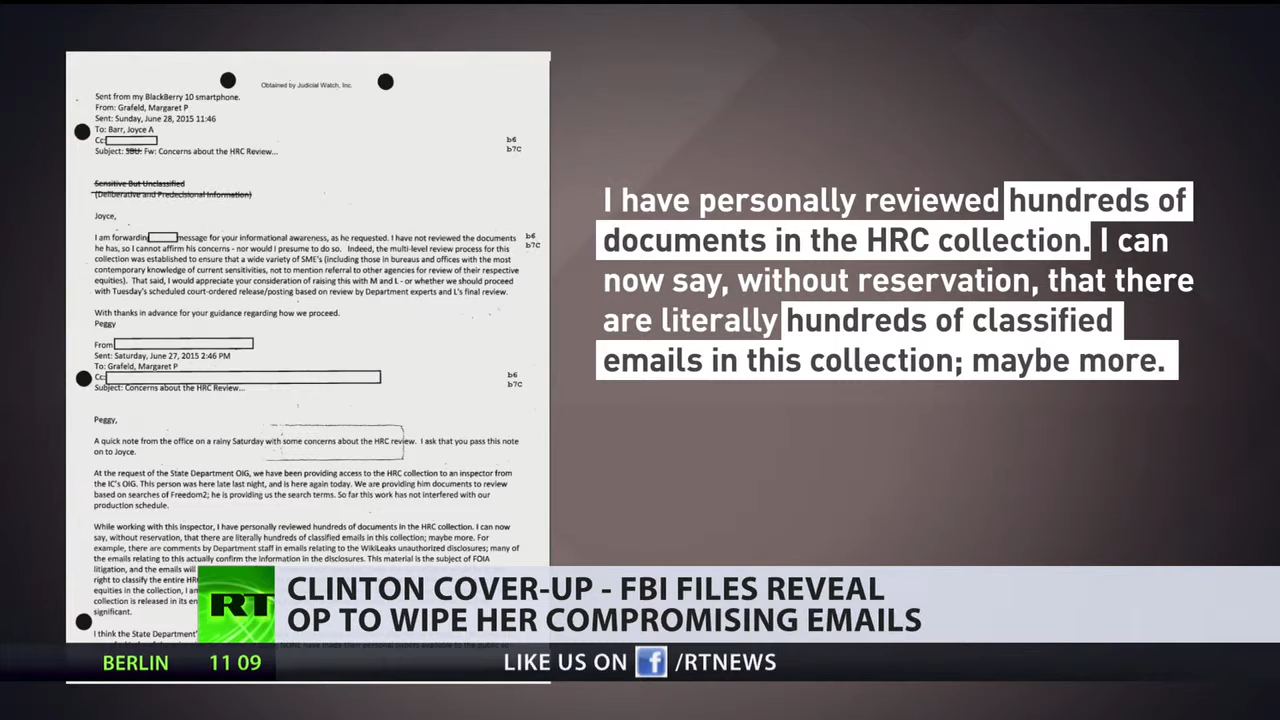 Obtained by Judicial Watch, Inc.
Sent from my BlackBerry 10 smartphone.
From: Grafeld, Margaret P
Sent: Sunday, June 28, 2015 11:46
To: Barr, Joyce A
Cc:
b6
Subject: SBU: Fw: Concerns about the HRC Review...
b7C
Sensitive But Unclassified
(Deliberative and Predecisional Information)
Joyce,
I am forwarding message for your informational awareness, as he requested. I have not reviewed the documents
b6
he has, so I cannot affirm his concerns - nor would I presume to do so. Indeed, the multi-level review process for this
b7C
collection was established to ensure that a wide variety of SME's (including those in bureaus and offices with the most
contemporary knowledge of current sensitivities, not to mention referral to other agencies for review of their respective
equities). That said, I would appreciate your consideration of raising this with M and L - or whether we should proceed
with Tuesday's scheduled court-ordered release/posting based on review by Department experts and L's final review.
With thanks in advance for your guidance regarding how we proceed.
Peggy
From
Sent: Saturday, June 27, 2015 2:46 PM
To: Grafeld, Margaret P
Cc:
b6
Subject: Concerns about the HRC Review...
b7C
Peggy,
A quick note from the office on a rainy Saturday with some concerns about the HRC review. I ask that you pass this note
on to Joyce.
At the request of the State Department OIG, we have been providing access to the HRC collection to an inspector from
the IC's OIG. This person was here late last night, and is here again today. We are providing him documents to review
based on searches of Freedom2; he is providing us the search terms. So far this work has not interfered with our
production schedule.
While working with this inspector, I have personally reviewed hundreds of documents in the HRC collection. I can now
say, without reservation, that there are literally hundreds of classified emails in this collection; maybe more. For
example, there are comments by Department staff in emails relating to the WikiLeaks unauthorized disclosures; many of
the emails relating to this actually confirm the information in the disclosures. This material is the subject of FOIA
litigation, and the emails will
right to classify the entire HR
equities in the collection, I am
collection is released in its en
significant.
I think the State Department'
I have personally reviewed hundreds of
documents in the HRC collection. I can
now say, without reservation, that there
are literally hundreds of classified
emails in this collection; maybe more.
RT
CLINTON COVER-UP - FBI FILES REVEAL
OP TO WIPE HER COMPROMISING EMAILS
BERLIN 11 09
LIKE US ON f /RTNEWS